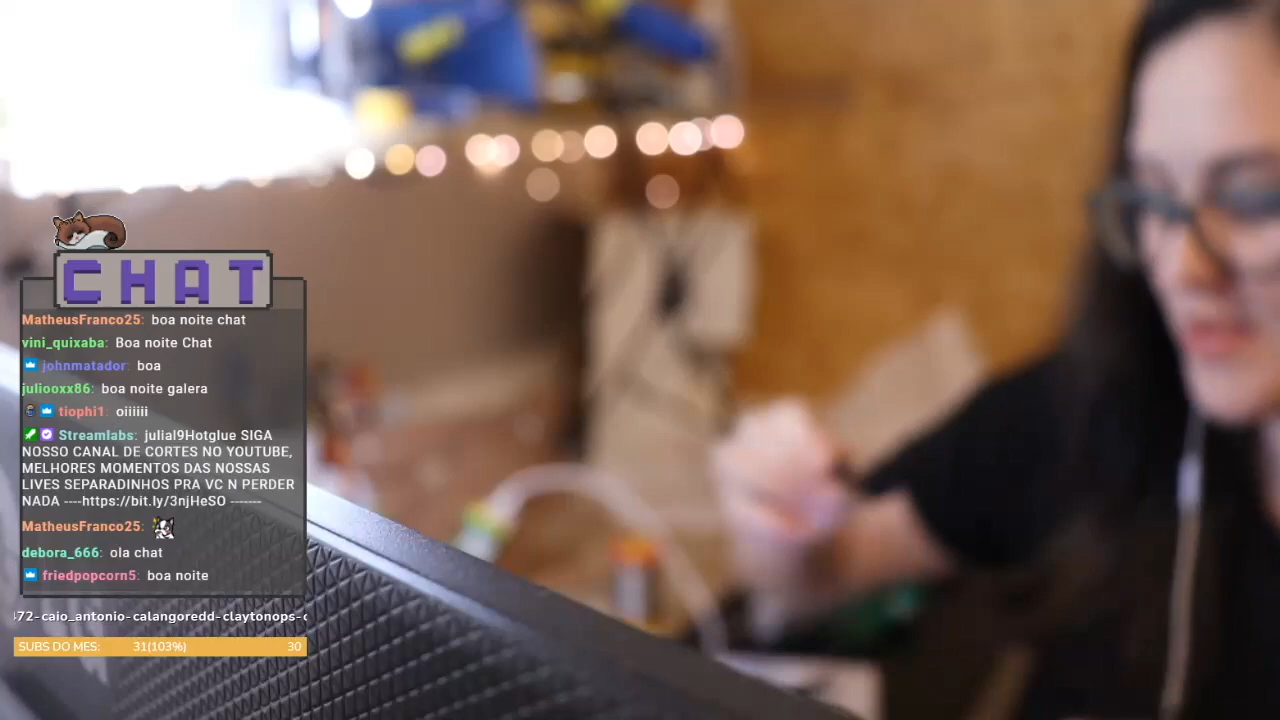 CHAT
MatheusFranco25: boa noite chat
vini_quixaba: Boa noite Chat
johnmatador: boa
juliooxx86: boa noite galera
tiophi1: oiiiiii
Streamlabs: julial9Hotglue SIGA
NOSSO CANAL DE CORTES NO YOUTUBE,
MELHORES MOMENTOS DAS NOSSAS
LIVES SEPARADINHOS PRA VC N PERDER
NADA ----https://bit.ly/3njHeSO -------
MatheusFranco25:
debora_666: ola chat
friedpopcorn5: boa noite
472-caio_antonio-calangoredd-claytonops-
SUBS DO MES: 31(103%) 30